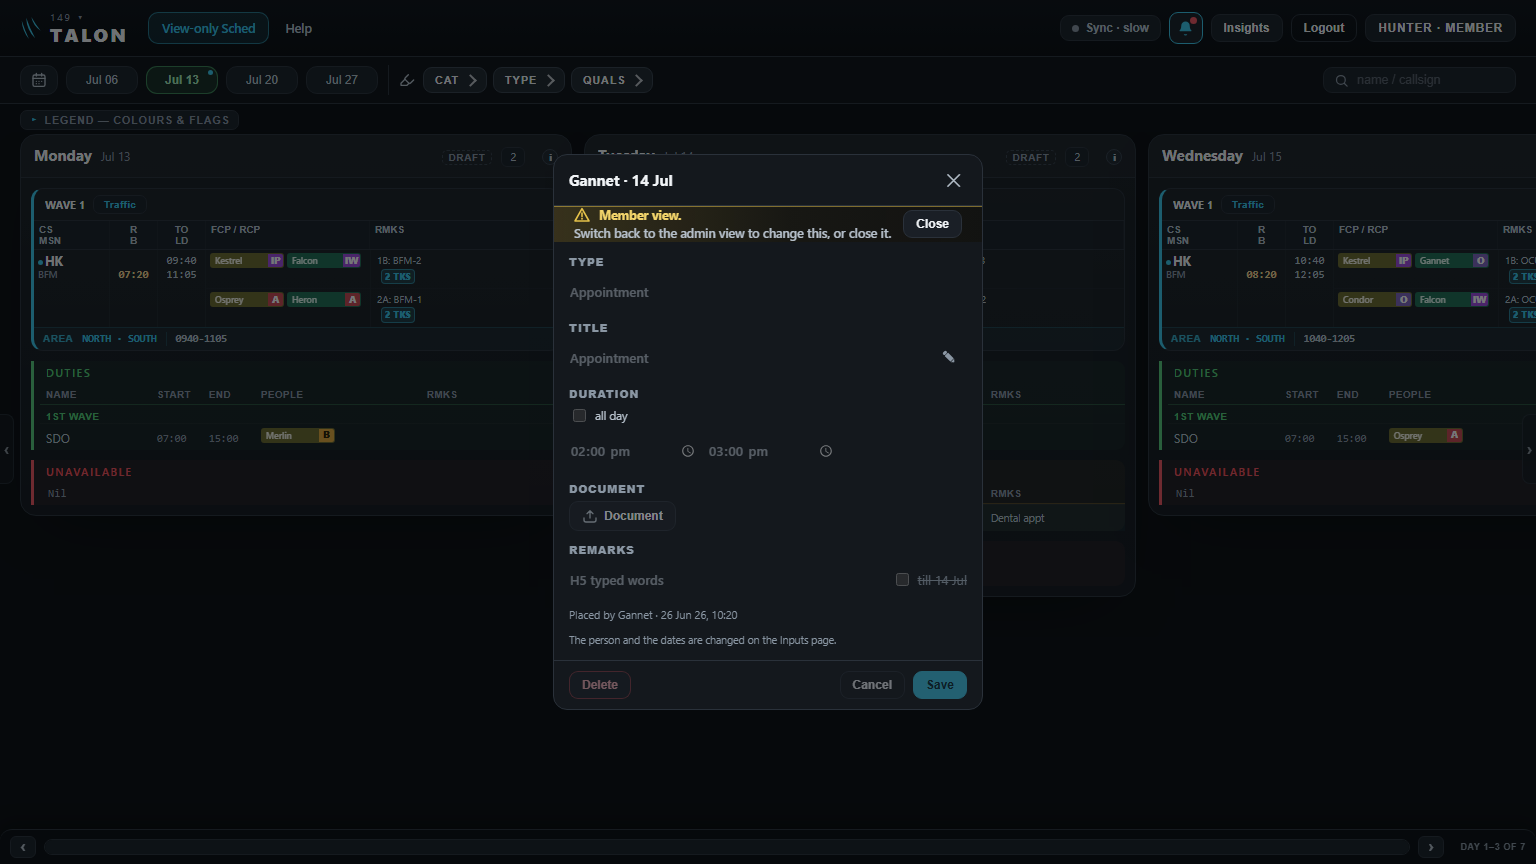 149
TALON
View-only Sched
Help
Sync · slow
Insights
Logout
HUNTER · MEMBER
Jul 06
Jul 13
Jul 20
Jul 27
CAT
TYPE
QUALS
name / callsign
LEGEND — COLOURS & FLAGS
Monday Jul 13
DRAFT 2 i
DRAFT 2 i
Wednesday Jul 15
WAVE 1 Traffic
CS MSN R B TO LD FCP / RCP RMKS
HK BFM 07:20 09:40 11:05
Kestrel IP Falcon IW 1B: BFM-2
2 TKS
Osprey A Heron A 2A: BFM-1
2 TKS
AREA NORTH · SOUTH 0940-1105
DUTIES
NAME START END PEOPLE RMKS
1ST WAVE
SDO 07:00 15:00 Merlin B
UNAVAILABLE
Nil
Gannet · 14 Jul
Member view.
Switch back to the admin view to change this, or close it.
Close
TYPE
Appointment
TITLE
Appointment
DURATION
all day
02:00 pm 03:00 pm
DOCUMENT
Document
REMARKS
H5 typed words
till 14 Jul
Placed by Gannet · 26 Jun 26, 10:20
The person and the dates are changed on the Inputs page.
Delete
Cancel
Save
RMKS
RMKS
Dental appt
WAVE 1 Traffic
CS MSN R B TO LD FCP / RCP RMKS
HK BFM 08:20 10:40 12:05
Kestrel IP Gannet O
2 TKS
Condor O Falcon IW
2 TKS
AREA NORTH · SOUTH 1040-1205
DUTIES
NAME START END PEOPLE
1ST WAVE
SDO 07:00 15:00 Osprey A
UNAVAILABLE
Nil
DAY 1–3 OF 7